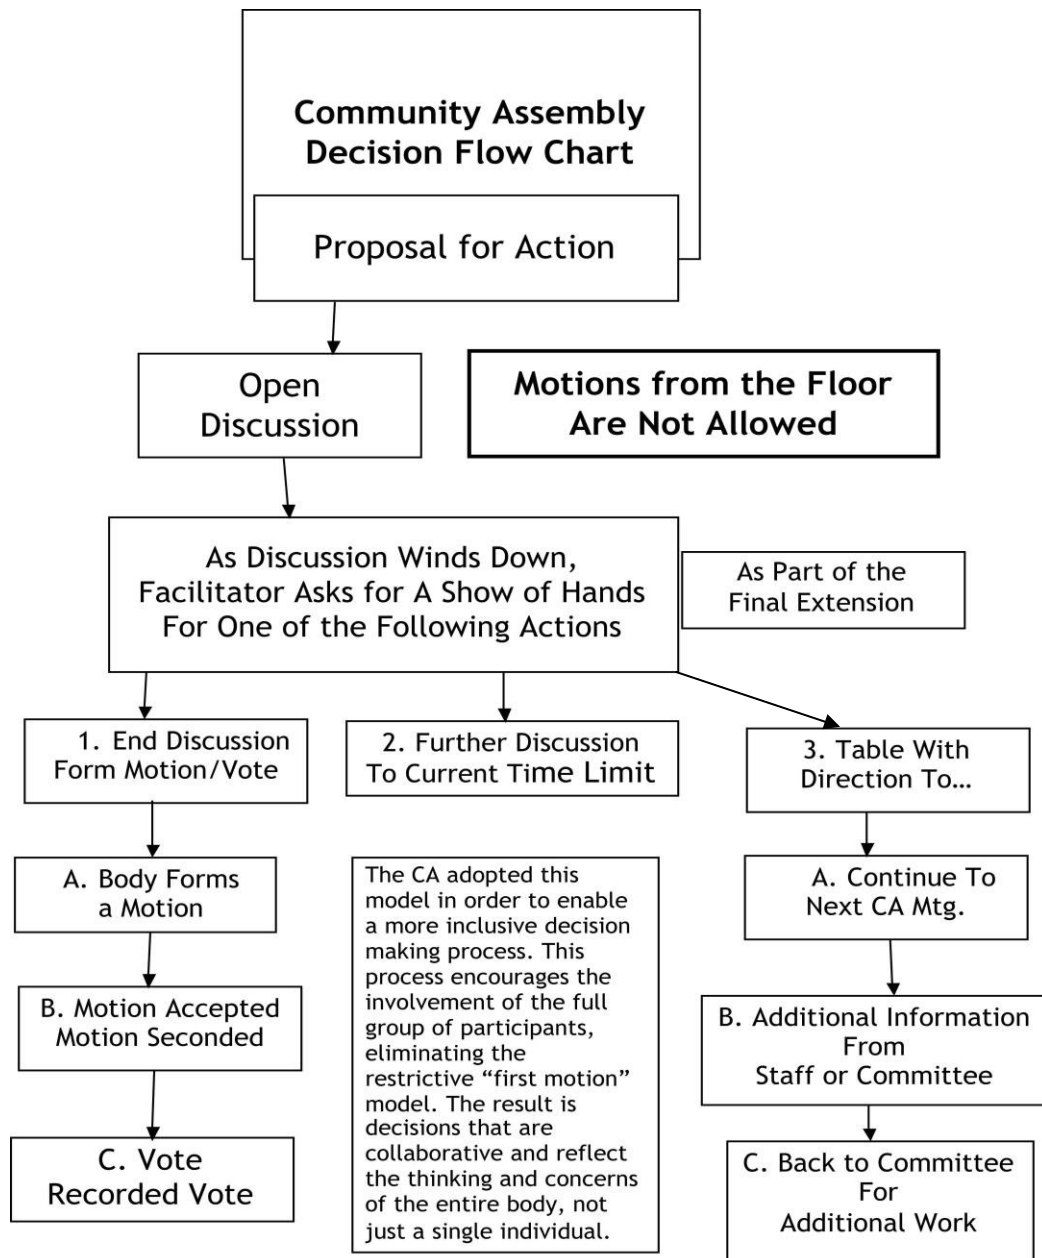 Community Assembly
Decision Flow Chart
Proposal for Action
Open
Discussion
Motions from the Floor
Are Not Allowed
As Discussion Winds Down,
Facilitator Asks for A Show of Hands
For One of the Following Actions
As Part of the
Final Extension
1. End Discussion
Form Motion/Vote
2. Further Discussion
To Current Time Limit
3. Table With
Direction To…
A. Body Forms
a Motion
B. Motion Accepted
Motion Seconded
C. Vote
Recorded Vote
The CA adopted this
model in order to enable
a more inclusive decision
making process. This
process encourages the
involvement of the full
group of participants,
eliminating the
restrictive “first motion”
model. The result is
decisions that are
collaborative and reflect
the thinking and concerns
of the entire body, not
just a single individual.
A. Continue To
Next CA Mtg.
B. Additional Information
From
Staff or Committee
C. Back to Committee
For
Additional Work